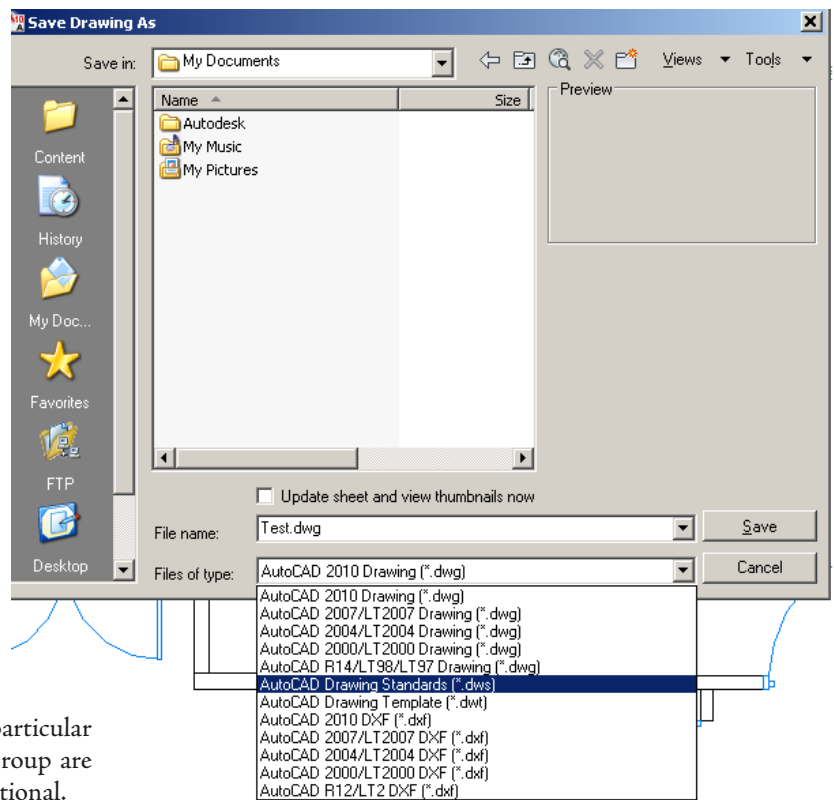 Save Drawing As
Save in: My Documents Views Tools
Name Size Preview
Autodesk
My Music
My Pictures
Content
History
My Doc...
Favorites
FTP
Desktop
Update sheet and view thumbnails now
File name: Test.dwg Save
Files of type: AutoCAD 2010 Drawing (*.dwg) Cancel
AutoCAD 2010 Drawing (*.dwg)
AutoCAD 2007/LT2007 Drawing (*.dwg)
AutoCAD 2004/LT2004 Drawing (*.dwg)
AutoCAD 2000/LT2000 Drawing (*.dwg)
AutoCAD R14/LT98/LT97 Drawing (*.dwg)
AutoCAD Drawing Standards (*.dws)
AutoCAD Drawing Template (*.dwt)
AutoCAD 2010 DXF (*.dxf)
AutoCAD 2007/LT2007 DXF (*.dxf)
AutoCAD 2004/LT2004 DXF (*.dxf)
AutoCAD 2000/LT2000 DXF (*.dxf)
AutoCAD R12/LT2 DXF (*.dxf)
particular
roup are
tional.